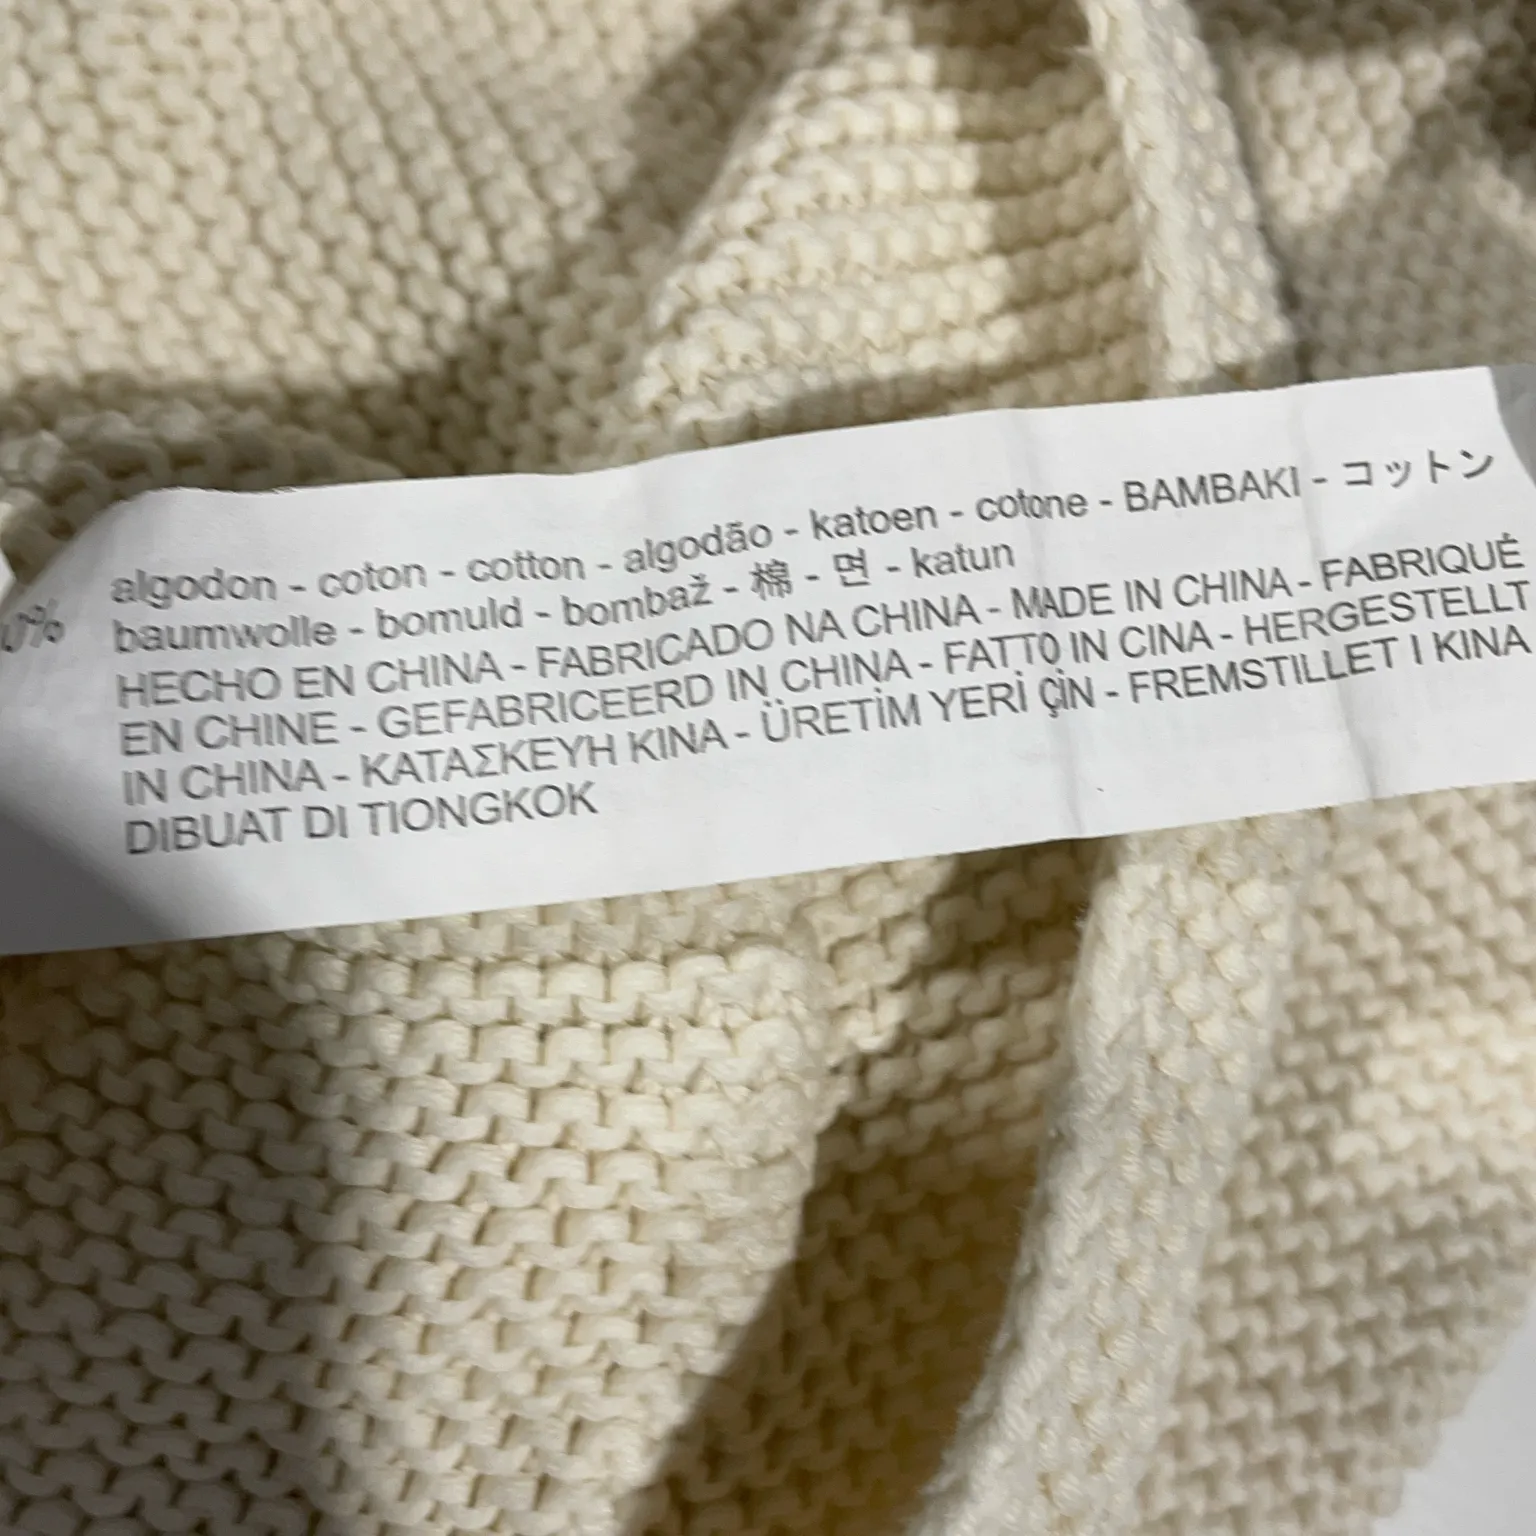 algodon - coton - cotton - algodão - katoen - cotone - BAMBAKI - コットン
0% baumwolle - bomuld - bombaž - 棉 - 면 - katun
HECHO EN CHINA - FABRICADO NA CHINA - MADE IN CHINA - FABRIQUÉ
EN CHINE - GEFABRICEERD IN CHINA - FATTO IN CINA - HERGESTELLT
IN CHINA - ΚΑΤΑΣΚΕΥΗ ΚΙΝΑ - ÜRETİM YERİ ÇİN - FREMSTILLET I KINA
DIBUAT DI TIONGKOK